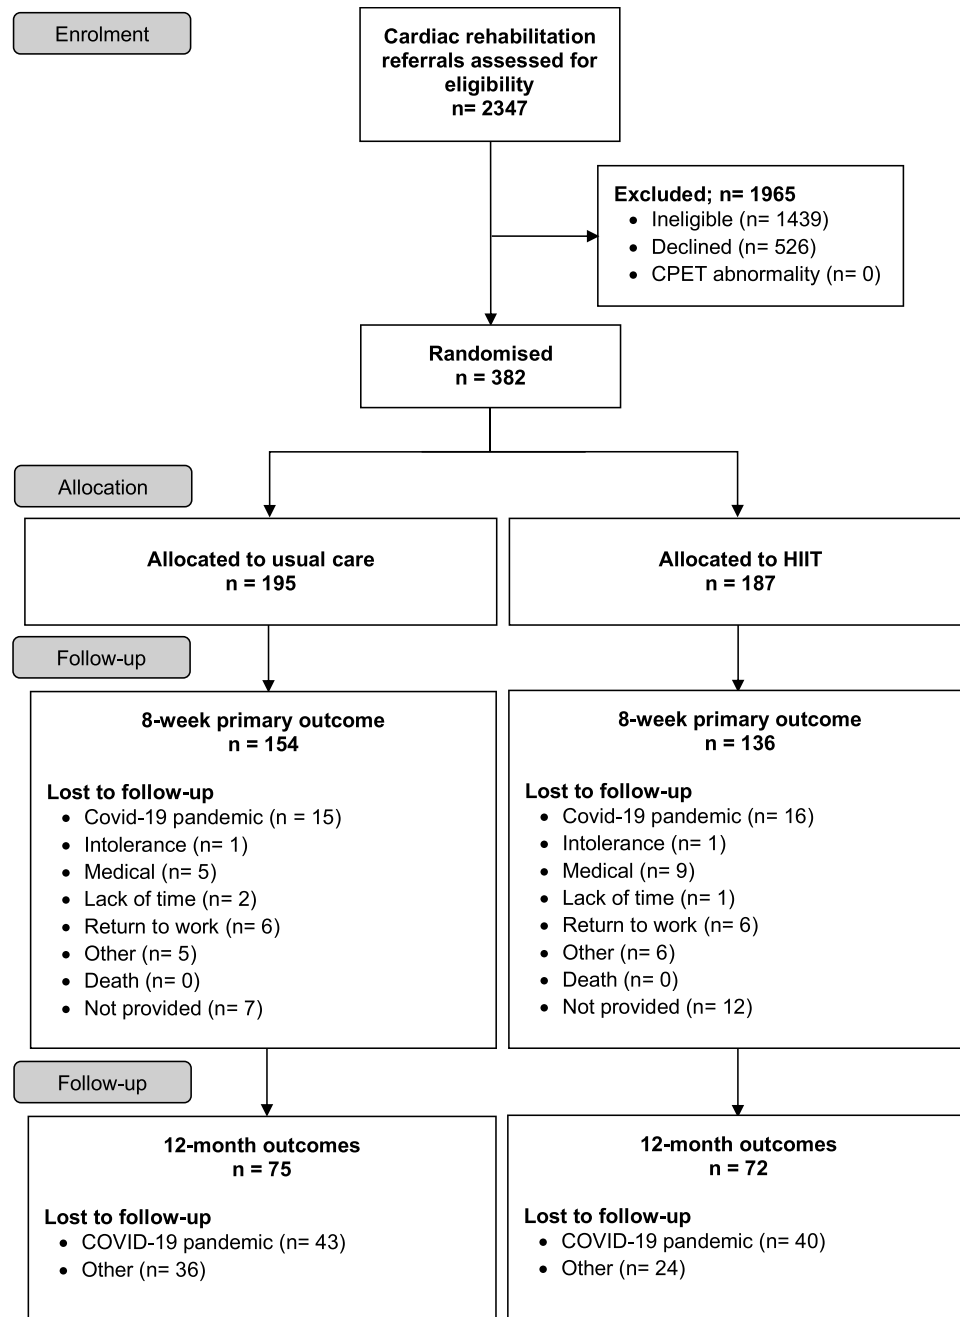 Enrolment
Cardiac rehabilitation
referrals assessed for
eligibility
n= 2347
Excluded; n= 1965
• Ineligible (n= 1439)
• Declined (n= 526)
• CPET abnormality (n= 0)
Randomised
n = 382
Allocation
Allocated to usual care
n = 195
Allocated to HIIT
n = 187
Follow-up
8-week primary outcome
n = 154
Lost to follow-up
• Covid-19 pandemic (n = 15)
• Intolerance (n= 1)
• Medical (n= 5)
• Lack of time (n= 2)
• Return to work (n= 6)
• Other (n= 5)
• Death (n= 0)
• Not provided (n= 7)
8-week primary outcome
n = 136
Lost to follow-up
• Covid-19 pandemic (n= 16)
• Intolerance (n= 1)
• Medical (n= 9)
• Lack of time (n= 1)
• Return to work (n= 6)
• Other (n= 6)
• Death (n= 0)
• Not provided (n= 12)
Follow-up
12-month outcomes
n = 75
Lost to follow-up
• COVID-19 pandemic (n= 43)
• Other (n= 36)
12-month outcomes
n = 72
Lost to follow-up
• COVID-19 pandemic (n= 40)
• Other (n= 24)